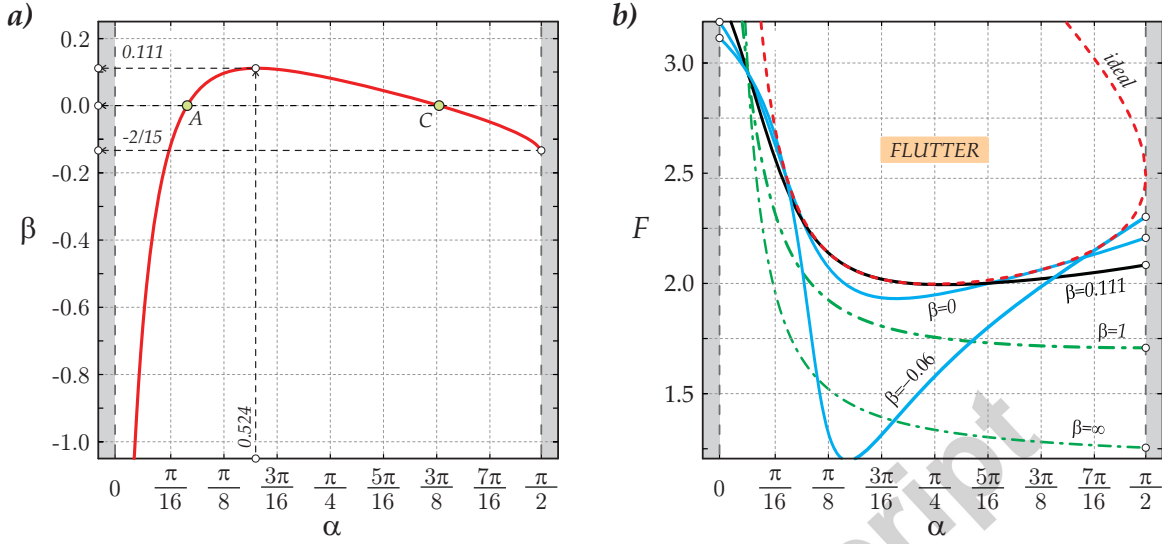 a)
0.2
0.0
-0.2
-0.4
-0.6
-0.8
-1.0
β
0.111
-2/15
A
C
0.524
0
π/16
π/8
3π/16
π/4
5π/16
3π/8
7π/16
π/2
α
b)
3.0
2.5
2.0
1.5
F
ideal
FLUTTER
β=0
β=0.111
β=1
β=-0.06
β=∞
0
π/16
π/8
3π/16
π/4
5π/16
3π/8
7π/16
π/2
α
cript